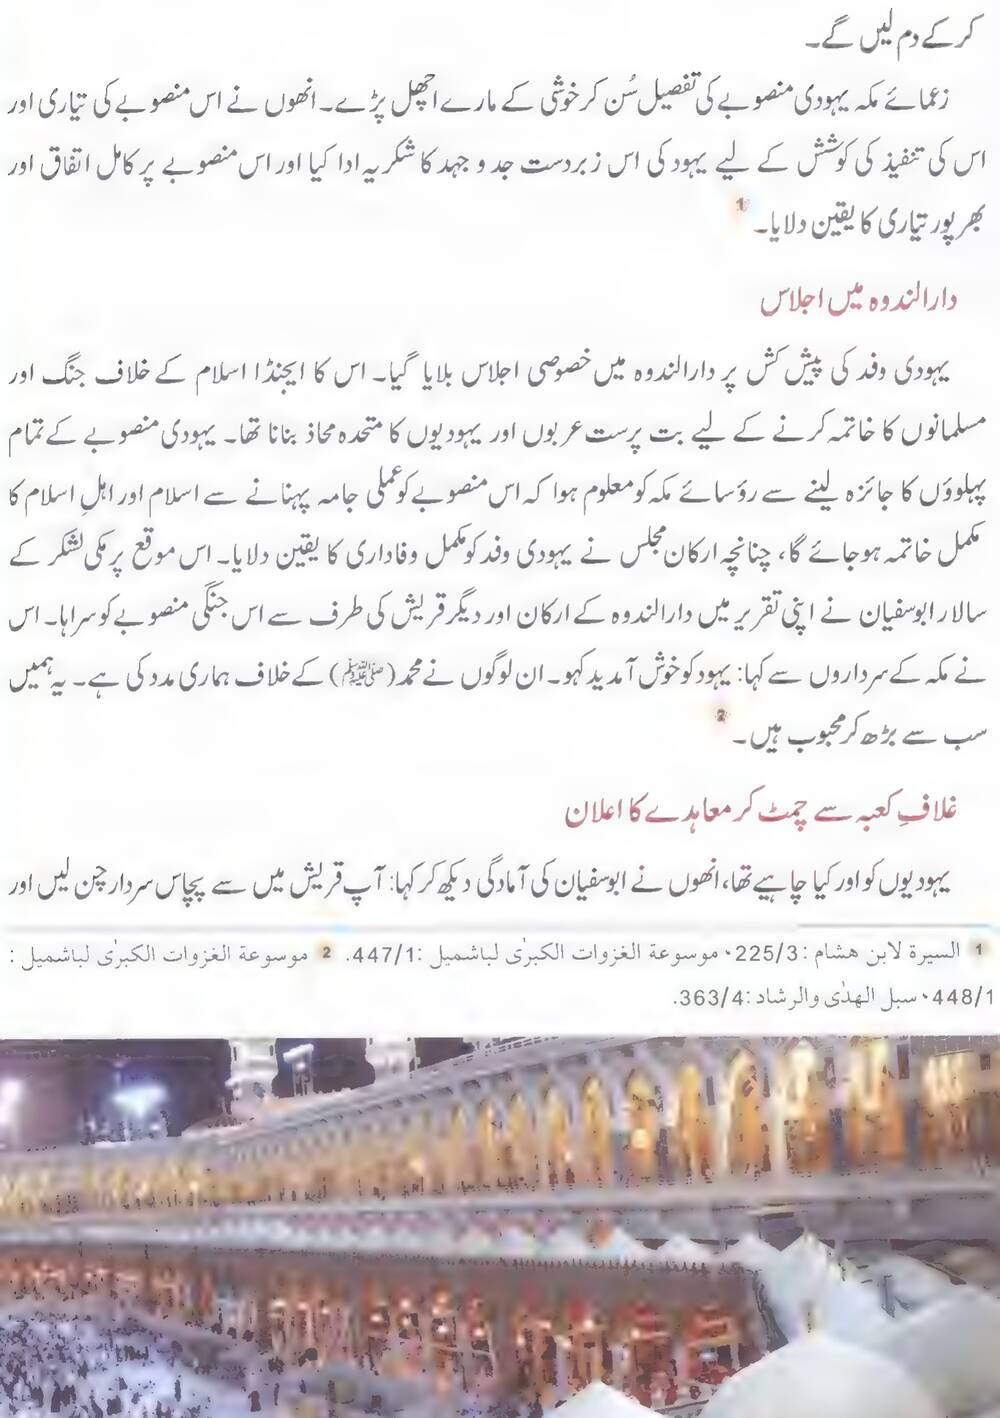 کر کے دم لیں گے۔
زعمائے مکہ یہودی منصوبے کی تفصیل سُن کر خوشی کے مارے اچھل پڑے۔ انھوں نے اس منصوبے کی تیاری اور
اس کی تنفیذ کی کوشش کے لیے یہود کی اس زبردست جد و جہد کا شکریہ ادا کیا اور اس منصوبے پر کامل اتفاق اور
بھرپور تیاری کا یقین دلایا۔ 1
دارالندوہ میں اجلاس
یہودی وفد کی پیش کش پر دارالندوہ میں خصوصی اجلاس بلایا گیا۔ اس کا ایجنڈا اسلام کے خلاف جنگ اور
مسلمانوں کا خاتمہ کرنے کے لیے بت پرست عربوں اور یہودیوں کا متحدہ محاذ بنانا تھا۔ یہودی منصوبے کے تمام
پہلوؤں کا جائزہ لینے سے رؤسائے مکہ کو معلوم ہوا کہ اس منصوبے کو عملی جامہ پہنانے سے اسلام اور اہلِ اسلام کا
مکمل خاتمہ ہوجائے گا، چنانچہ ارکان مجلس نے یہودی وفد کو مکمل وفاداری کا یقین دلایا۔ اس موقع پر مکی لشکر کے
سالار ابوسفیان نے اپنی تقریر میں دارالندوہ کے ارکان اور دیگر قریش کی طرف سے اس جنگی منصوبے کو سراہا۔ اس
نے مکہ کے سرداروں سے کہا: یہود کو خوش آمدید کہو۔ ان لوگوں نے محمد (ﷺ) کے خلاف ہماری مدد کی ہے۔ یہ ہمیں
سب سے بڑھ کر محبوب ہیں۔ 2
غلافِ کعبہ سے چمٹ کر معاہدے کا اعلان
یہودیوں کو اور کیا چاہیے تھا، انھوں نے ابوسفیان کی آمادگی دیکھ کر کہا: آپ قریش میں سے پچاس سردار چن لیں اور
1 السيرة لابن هشام : 225/3، موسوعة الغزوات الكبرٰى لباشميل : 447/1. 2 موسوعة الغزوات الكبرٰى لباشميل :
448/1، سبل الهدٰى والرشاد : 363/4.